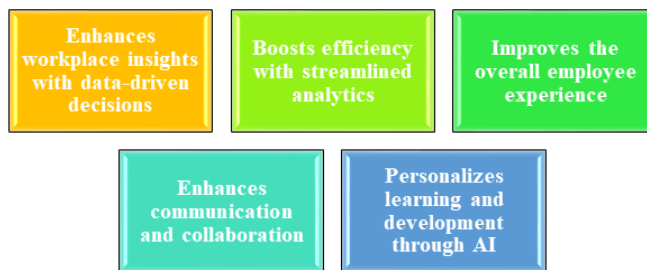 Enhances
workplace insights
with data-driven
decisions
Boosts efficiency
with streamlined
analytics
Improves the
overall employee
experience
Enhances
communication
and collaboration
Personalizes
learning and
development
through AI